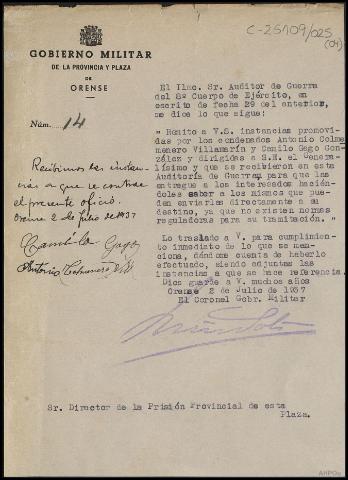 C-25109/025
(04)
GOBIERNO MILITAR
DE LA PROVINCIA Y PLAZA
DE
ORENSE
Núm. 14
Recibimos las instan-
cias a que se contrae
el presente oficio.
Orense 2 de Julio de 1937
Camilo Gago
Antonio Colmenero
El Ilmo. Sr. Auditor de Guerra
del 8º Cuerpo de Ejército, en
escrito de fecha 29 del anterior,
me dice lo que sigue:
"Remito a V.S. instancias promovi-
das por los condenados Antonio Colme
menero Villamarín y Camilo Gago Gon-
zález y dirigidas a S.E. el Genera-
lísimo y que se recibieron en esta
Auditoría de Guerra, para que las
entregue a los interesados haciendo-
les saber a los mismos que pue-
den enviarlas directamente a su
destino, ya que no existen normas
reguladoras para su tramitación."
Lo traslado a V. para cumplimien-
to inmediato de lo que se men-
ciona, dándome cuenta de haberlo
efectuado, siendo adjuntas las
instancias a que se hace referencia.
Dios guarde a V. muchos años
Orense 2 de Julio de 1937
El Coronel Gobr. Militar
Soto
Sr. Director de la Prisión Provincial de esta
Plaza.
AHPOu